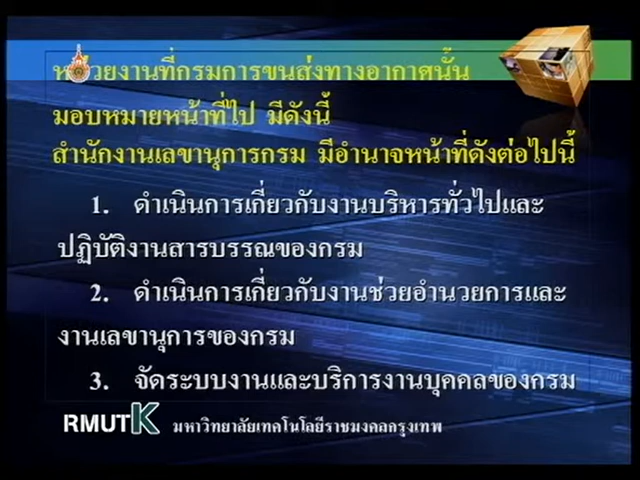 หน่วยงานที่กรมการขนส่งทางอากาศนั้น
มอบหมายหน้าที่ไป มีดังนี้
สำนักงานเลขานุการกรม มีอำนาจหน้าที่ดังต่อไปนี้
1. ดำเนินการเกี่ยวกับงานบริหารทั่วไปและ
ปฏิบัติงานสารบรรณของกรม
2. ดำเนินการเกี่ยวกับงานช่วยอำนวยการและ
งานเลขานุการของกรม
3. จัดระบบงานและบริการงานบุคคลของกรม
RMUTK มหาวิทยาลัยเทคโนโลยีราชมงคลกรุงเทพ